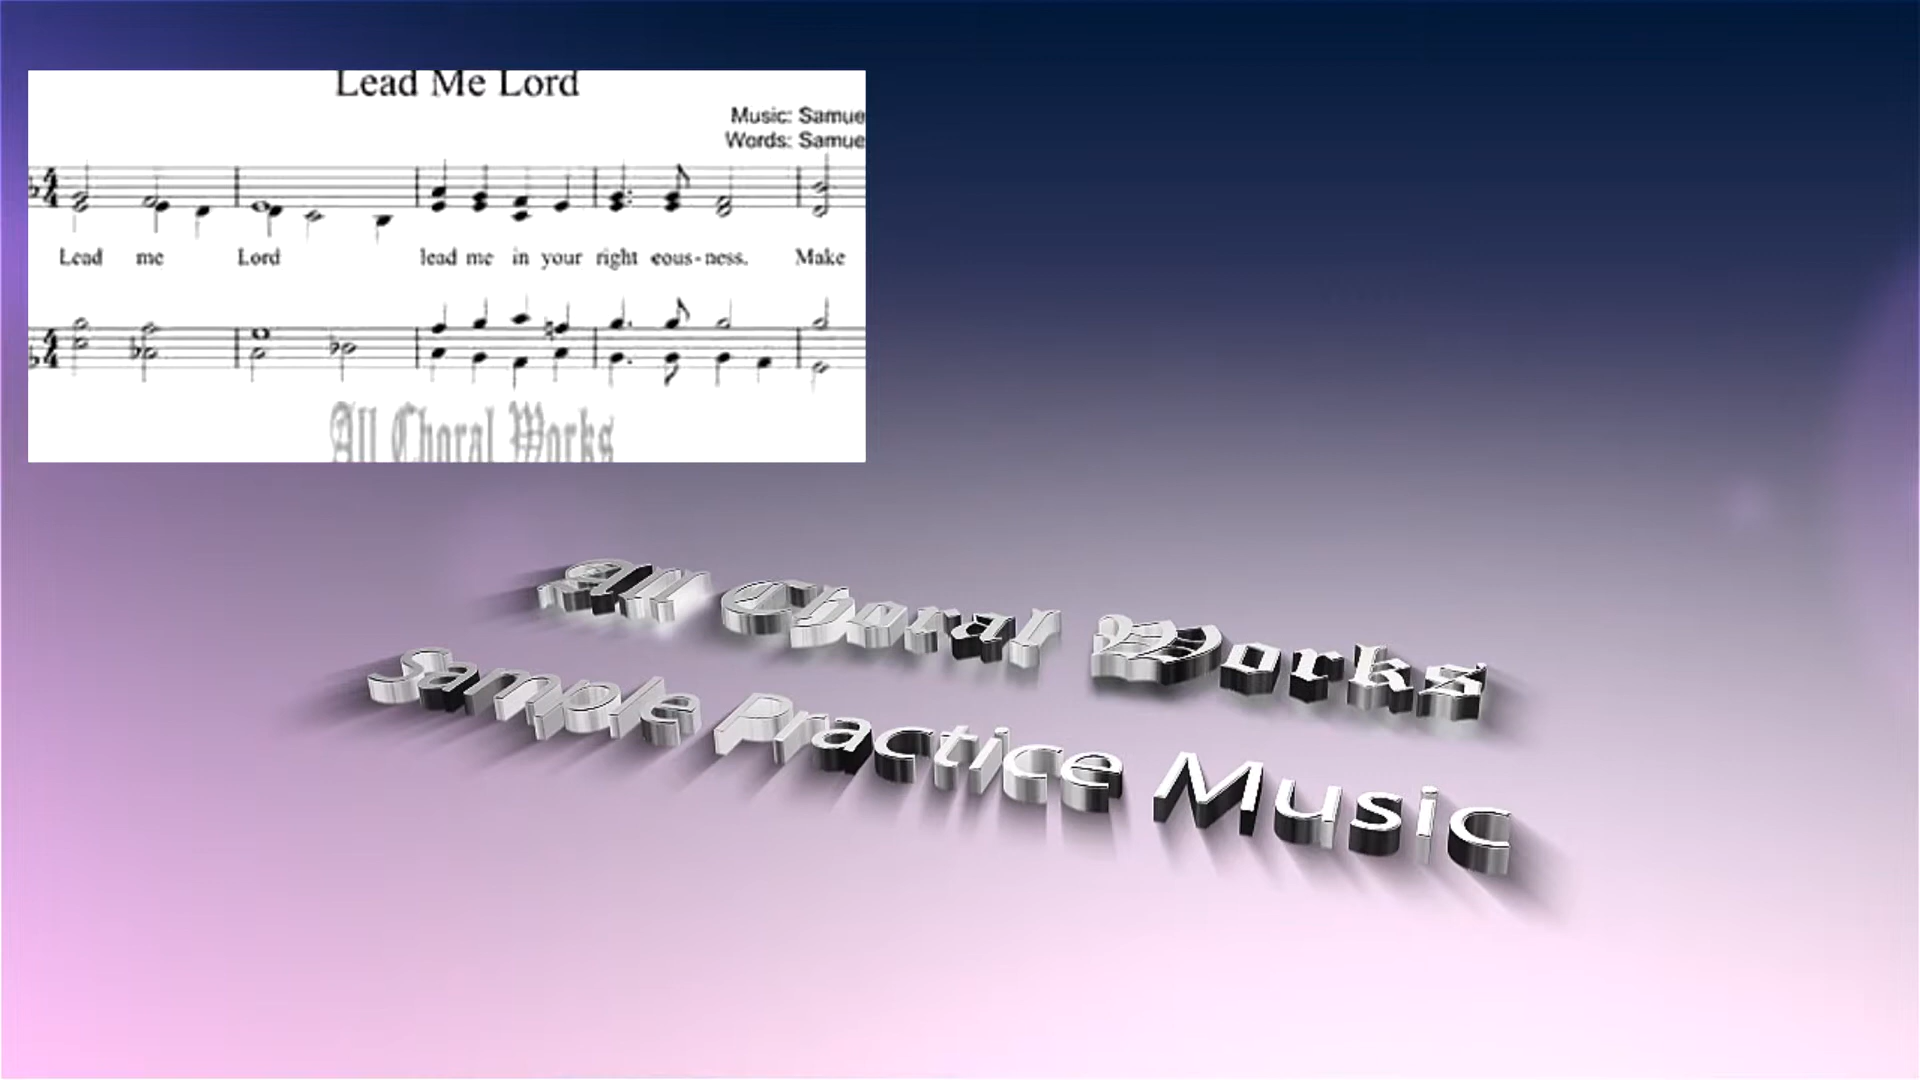 Lead Me Lord
Music: Samue
Words: Samue
Lead me Lord lead me in your right eous-ness. Make
All Choral Works
All Choral Works
Sample Practice Music